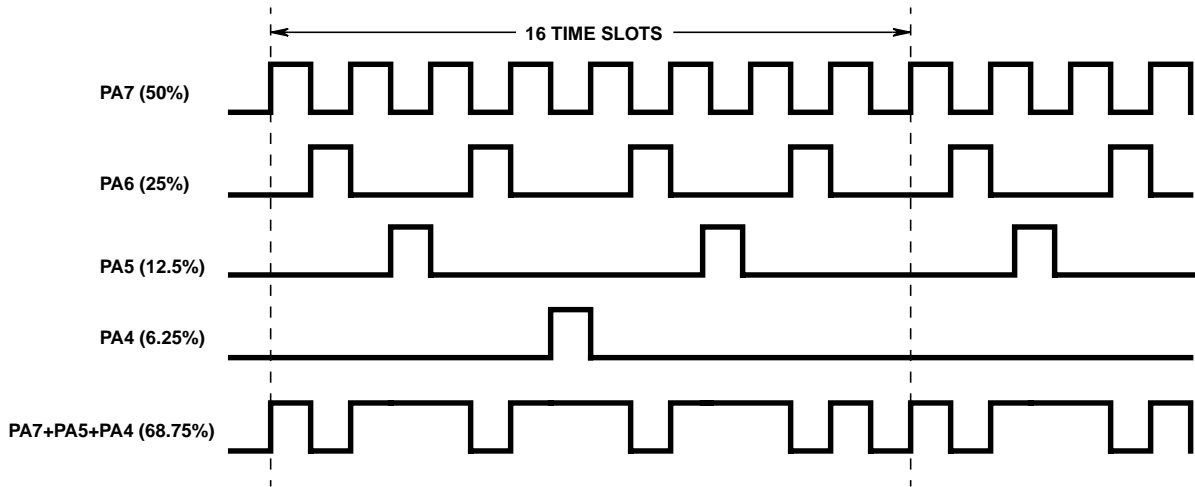 16 TIME SLOTS
PA7 (50%)
PA6 (25%)
PA5 (12.5%)
PA4 (6.25%)
PA7+PA5+PA4 (68.75%)